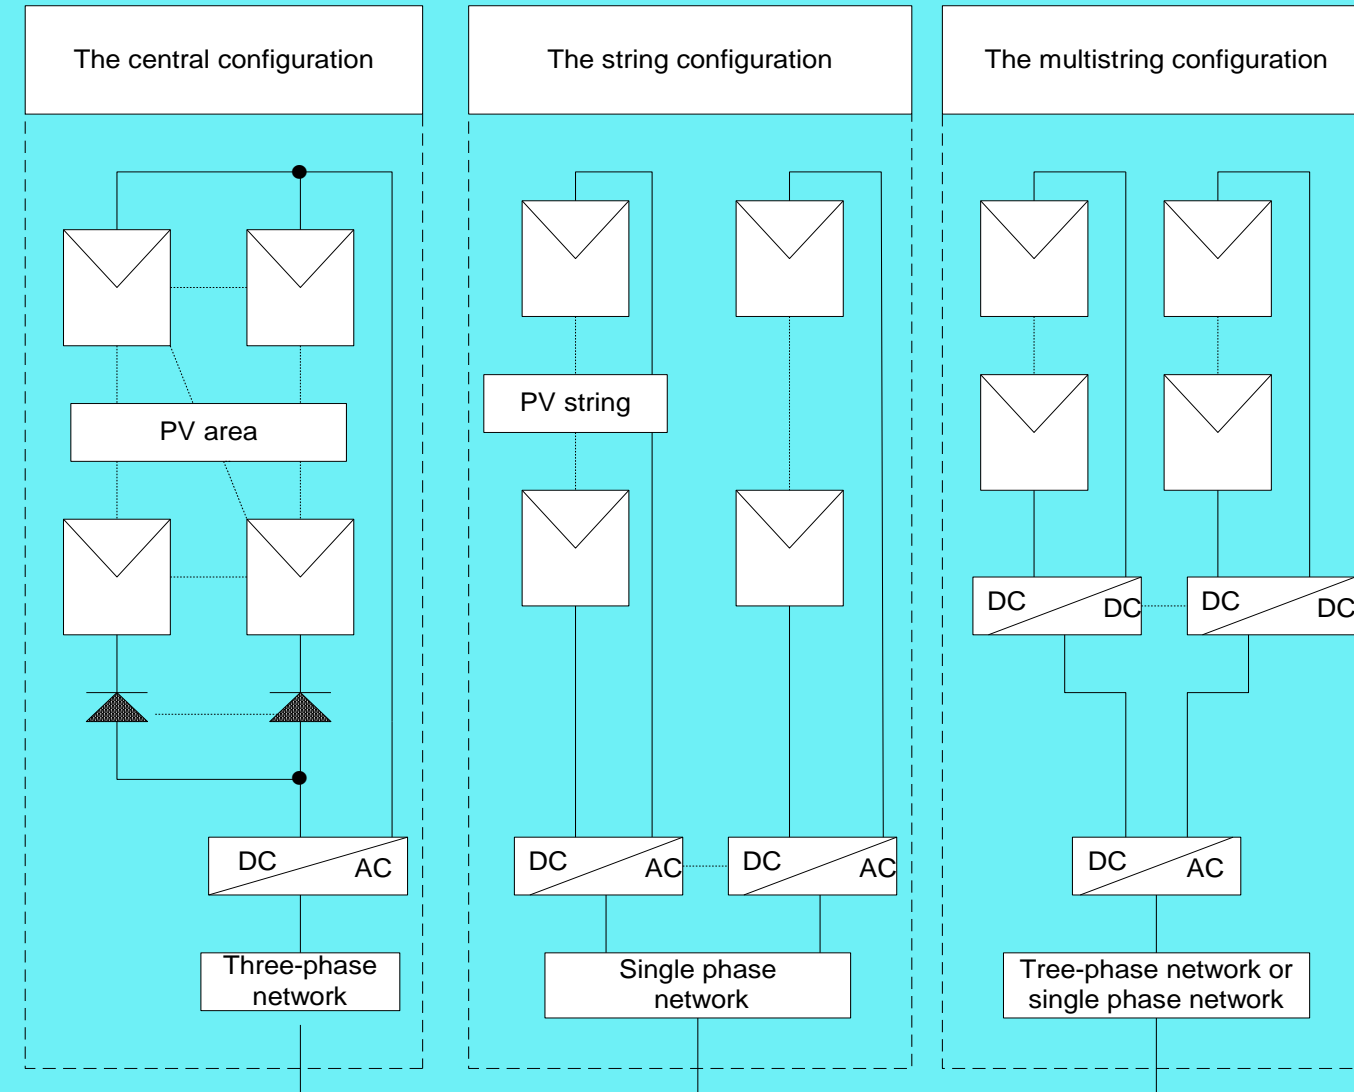 The central configuration
The string configuration
The multistring configuration
PV area
PV string
DC
AC
Three-phase
network
DC
AC
DC
AC
Single phase
network
DC
DC
DC
DC
DC
AC
Tree-phase network or
single phase network